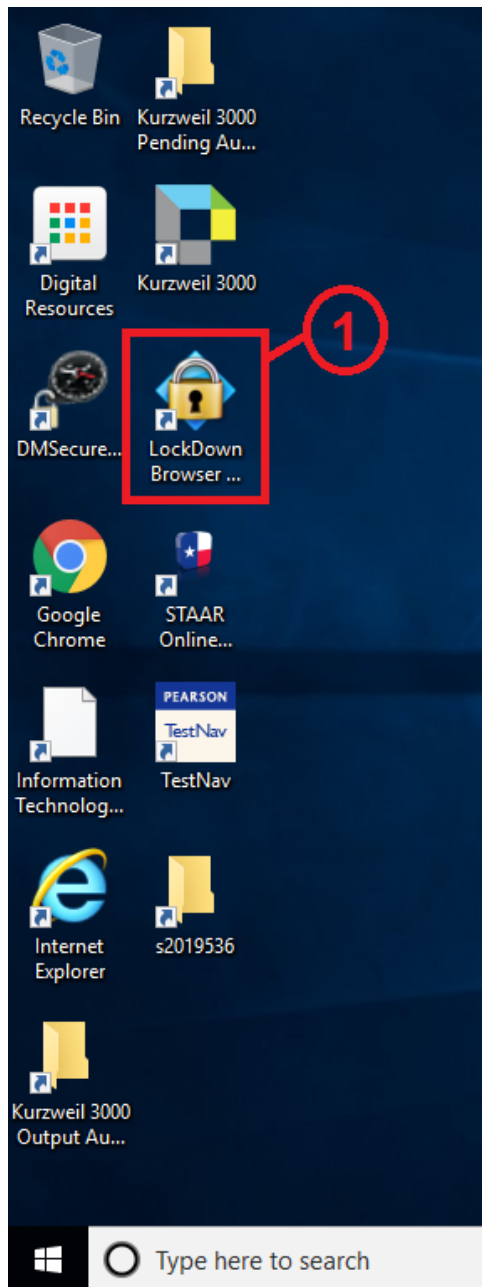 Recycle Bin
Kurzweil 3000
Pending Au...
Digital
Resources
Kurzweil 3000
1
DMSecure...
LockDown
Browser ...
Google
Chrome
STAAR
Online...
Information
Technolog...
PEARSON
TestNav
TestNav
Internet
Explorer
s2019536
Kurzweil 3000
Output Au...
Type here to search